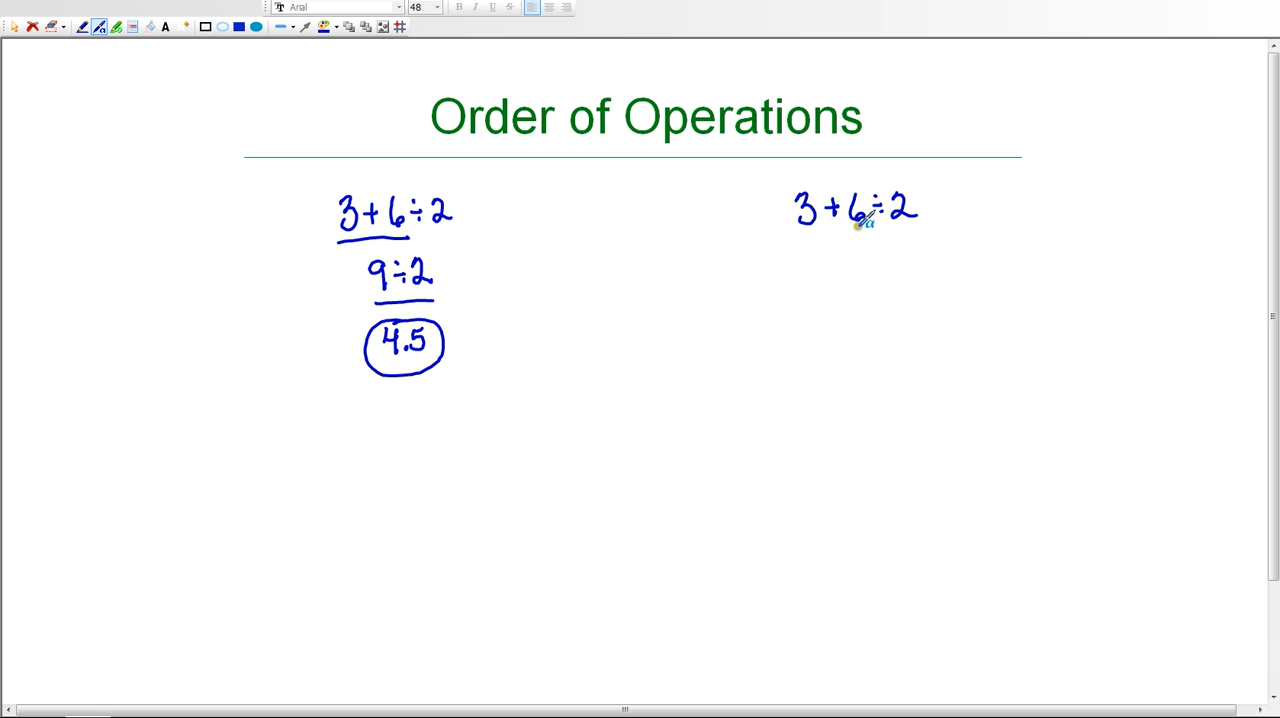 Arial 48 B I U S
A
Order of Operations
3+6÷2
9÷2
4.5
3+6÷2